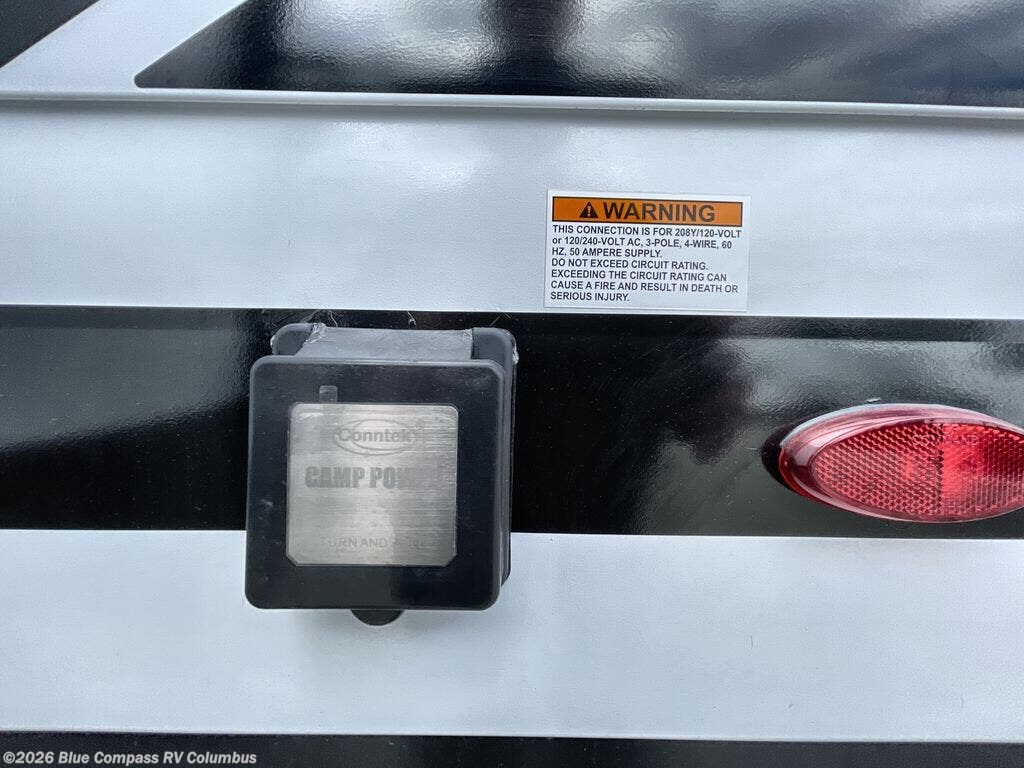 WARNING
THIS CONNECTION IS FOR 208Y/120-VOLT
or 120/240-VOLT AC, 3-POLE, 4-WIRE, 60
HZ, 50 AMPERE SUPPLY.
DO NOT EXCEED CIRCUIT RATING.
EXCEEDING THE CIRCUIT RATING CAN
CAUSE A FIRE AND RESULT IN DEATH OR
SERIOUS INJURY.
Conntek
CAMP
TURN AND
©2026 Blue Compass RV Columbus